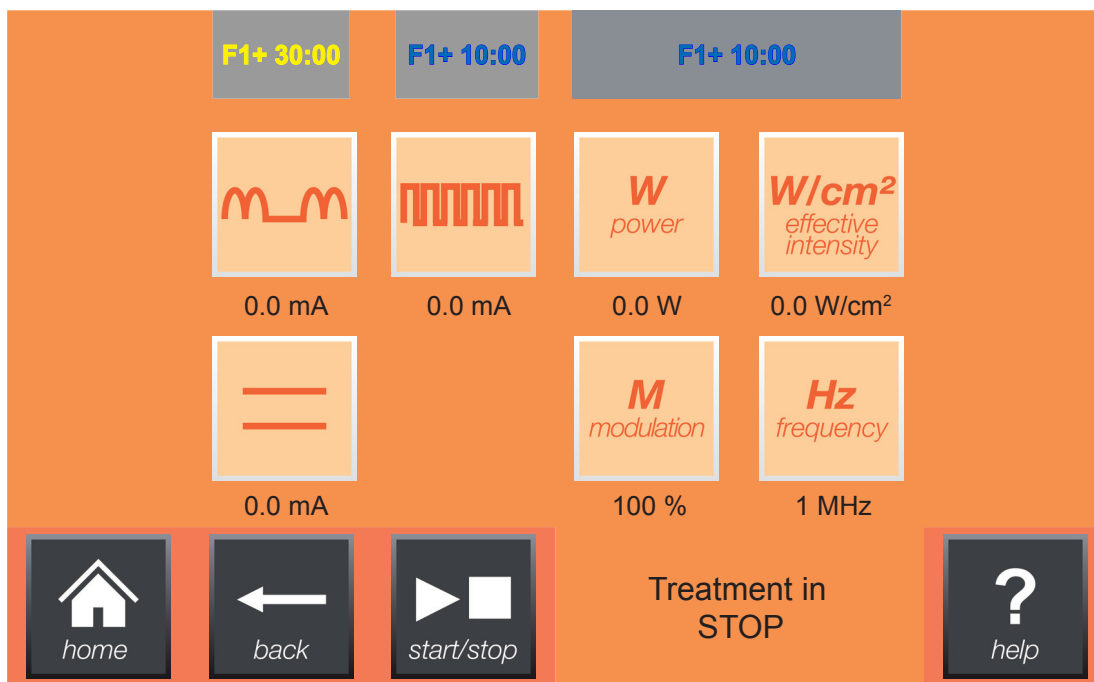 F1+ 30:00 F1+ 10:00 F1+ 10:00
W
power
W/cm²
effective
intensity
0.0 mA 0.0 mA 0.0 W 0.0 W/cm²
M
modulation
Hz
frequency
0.0 mA 100 % 1 MHz
home back start/stop
Treatment in
STOP
?
help